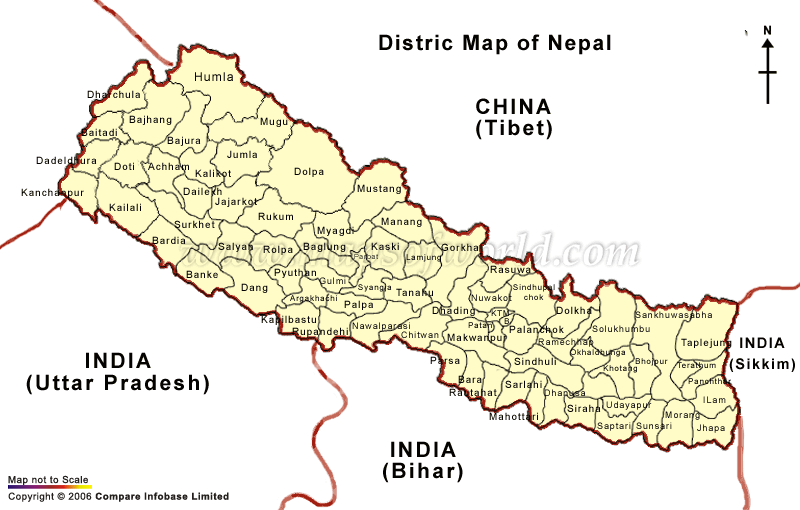 Distric Map of Nepal
N
CHINA
(Tibet)
Humla
Dharchula
Bajhang
Mugu
Baitadi
Bajura
Jumla
Dadeldhura
Doti
Achham
Kalikot
Dolpa
Kanchanpur
Dailekh
Mustang
Jajarkot
Kailali
Rukum
Surkhet
Myagdi
Manang
Bardia
Salyan
Rolpa
Baglung
Kaski
Gorkha
Parbat
Lamjung
Banke
Pyuthan
Rasuwa
Dang
Gulmi
Syangja
Tanahu
Sindhupal
chok
Argakhachi
Palpa
Nuwakot
Kapilbastu
Dhading
KTM
Dolkha
Sankhuwasabha
Rupandehi
Nawalparasi
Patan
B
Palanchok
Solukhumbu
Chitwan
Makwanpur
Ramechhap
Taplejung
INDIA
(Sikkim)
Okhaldunga
Parsa
Sindhuli
Khotang
Bhojpur
Terathum
Panchther
Bara
Sarlahi
Rautahat
Dhanusa
ILam
Mahottari
Siraha
Udayapur
Morang
Saptari
Sunsari
Jhapa
INDIA
(Uttar Pradesh)
INDIA
(Bihar)
Map not to Scale
Copyright © 2006 Compare Infobase Limited